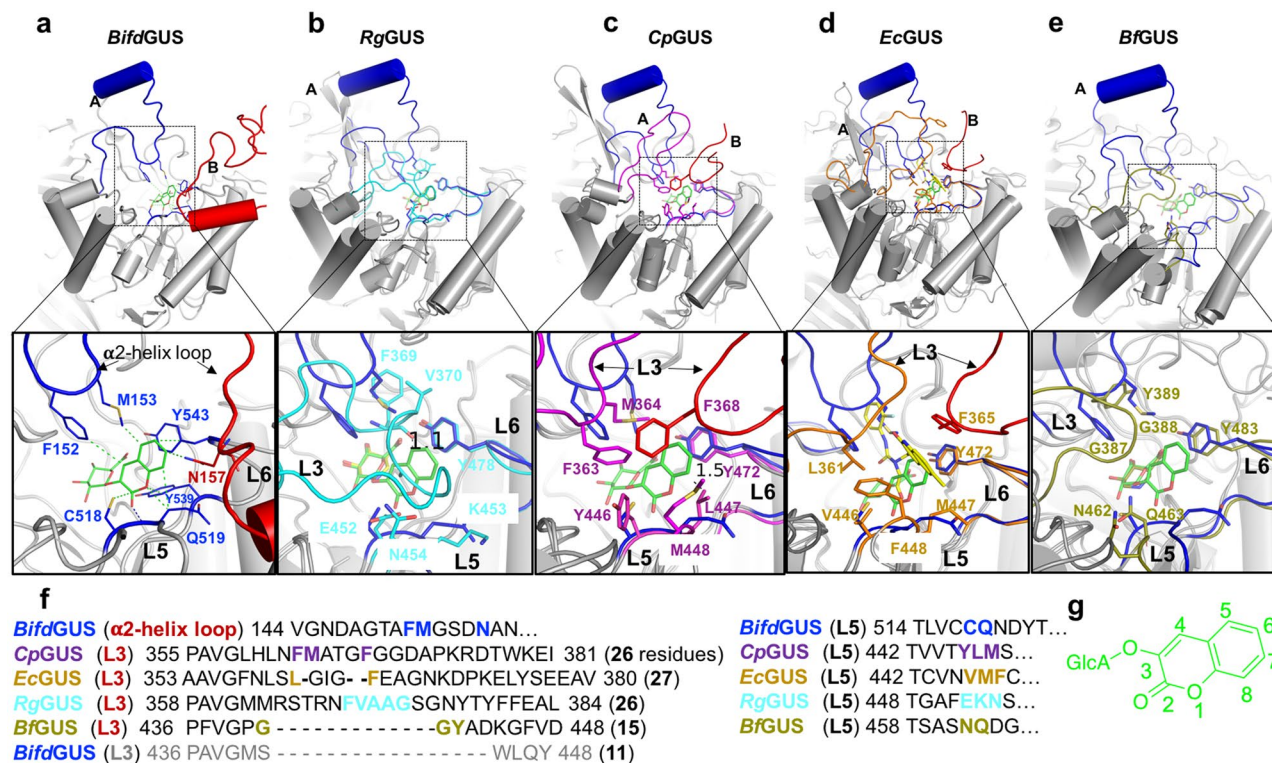 a
BifdGUS
b
RgGUS
c
CpGUS
d
EcGUS
e
BfGUS
A
B
A
A
B
A
B
A
α2-helix loop
M153
Y543
F152
N157
L6
Y539
C518
Q519
L5
F369
V370
L6
1.1
Y478
L3
K453
E452
N454
L5
L3
M364
F368
F363
Y472
1.5
L6
Y446
L447
M448
L5
L3
F365
L361
Y472
L6
V446
M447
F448
L5
Y389
L3
G388
Y483
G387
L6
N462
Q463
L5
f
BifdGUS (α2-helix loop) 144 VGNDAGTAFMGSDNAN...
CpGUS (L3) 355 PAVGLHLNFMATGFGGDAPKRDTWKEI 381 (26 residues)
EcGUS (L3) 353 AAVGFNLSL-GIG- -FEAGNKDPKELYSEEAV 380 (27)
RgGUS (L3) 358 PAVGMMRSTRNFVAAGSGNYTYFFEAL 384 (26)
BfGUS (L3) 436 PFVGPG - - - - - - - - - - - - - - GYADKGFVD 448 (15)
BifdGUS (L3) 436 PAVGMS - - - - - - - - - - - - - - - - - - WLQY 448 (11)
BifdGUS (L5) 514 TLVCCQNDYT...
CpGUS (L5) 442 TVVTYLMS...
EcGUS (L5) 442 TCVNVMFC...
RgGUS (L5) 448 TGAFEKNS...
BfGUS (L5) 458 TSASNQDG...
g
5
4
6
O
GlcA
3
7
2
1
8
O
O